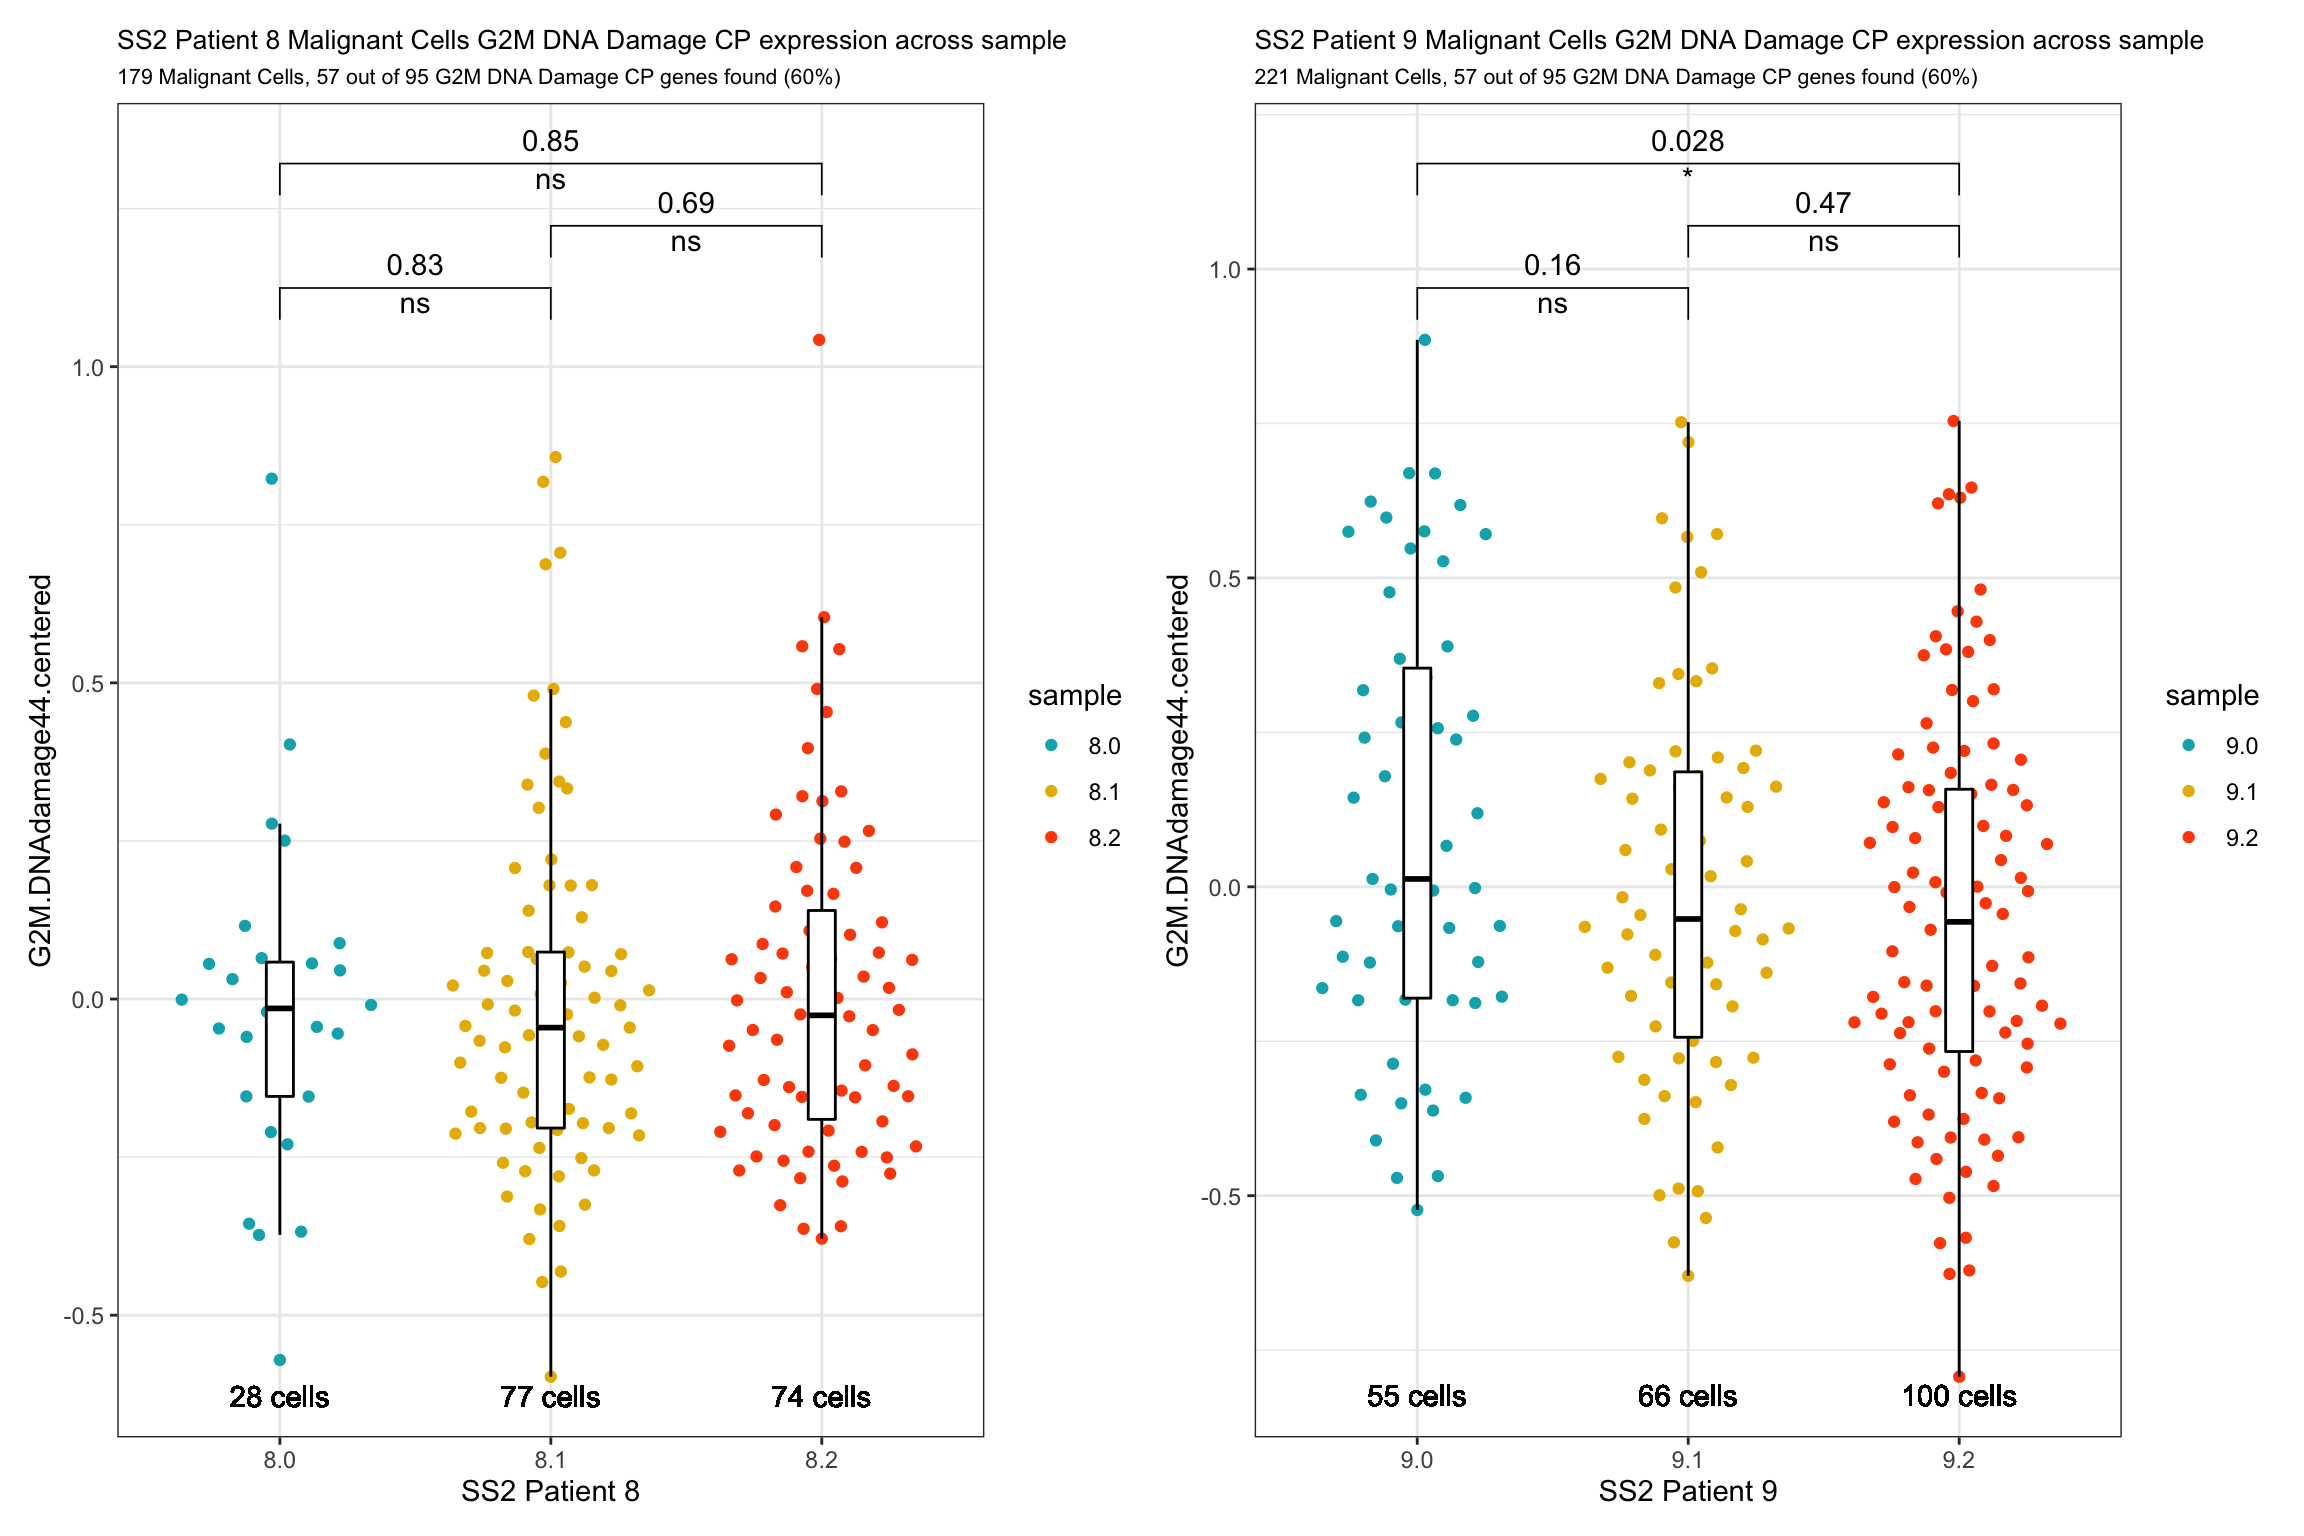 SS2 Patient 8 Malignant Cells G2M DNA Damage CP expression across sample
179 Malignant Cells, 57 out of 95 G2M DNA Damage CP genes found (60%)
0.85
ns
0.69
ns
0.83
ns
1.0
0.5
0.0
-0.5
G2M.DNAdamage44.centered
28 cells
77 cells
74 cells
8.0
8.1
8.2
SS2 Patient 8
sample
8.0
8.1
8.2
SS2 Patient 9 Malignant Cells G2M DNA Damage CP expression across sample
221 Malignant Cells, 57 out of 95 G2M DNA Damage CP genes found (60%)
0.028
*
0.47
ns
0.16
ns
1.0
0.5
0.0
-0.5
G2M.DNAdamage44.centered
55 cells
66 cells
100 cells
9.0
9.1
9.2
SS2 Patient 9
sample
9.0
9.1
9.2